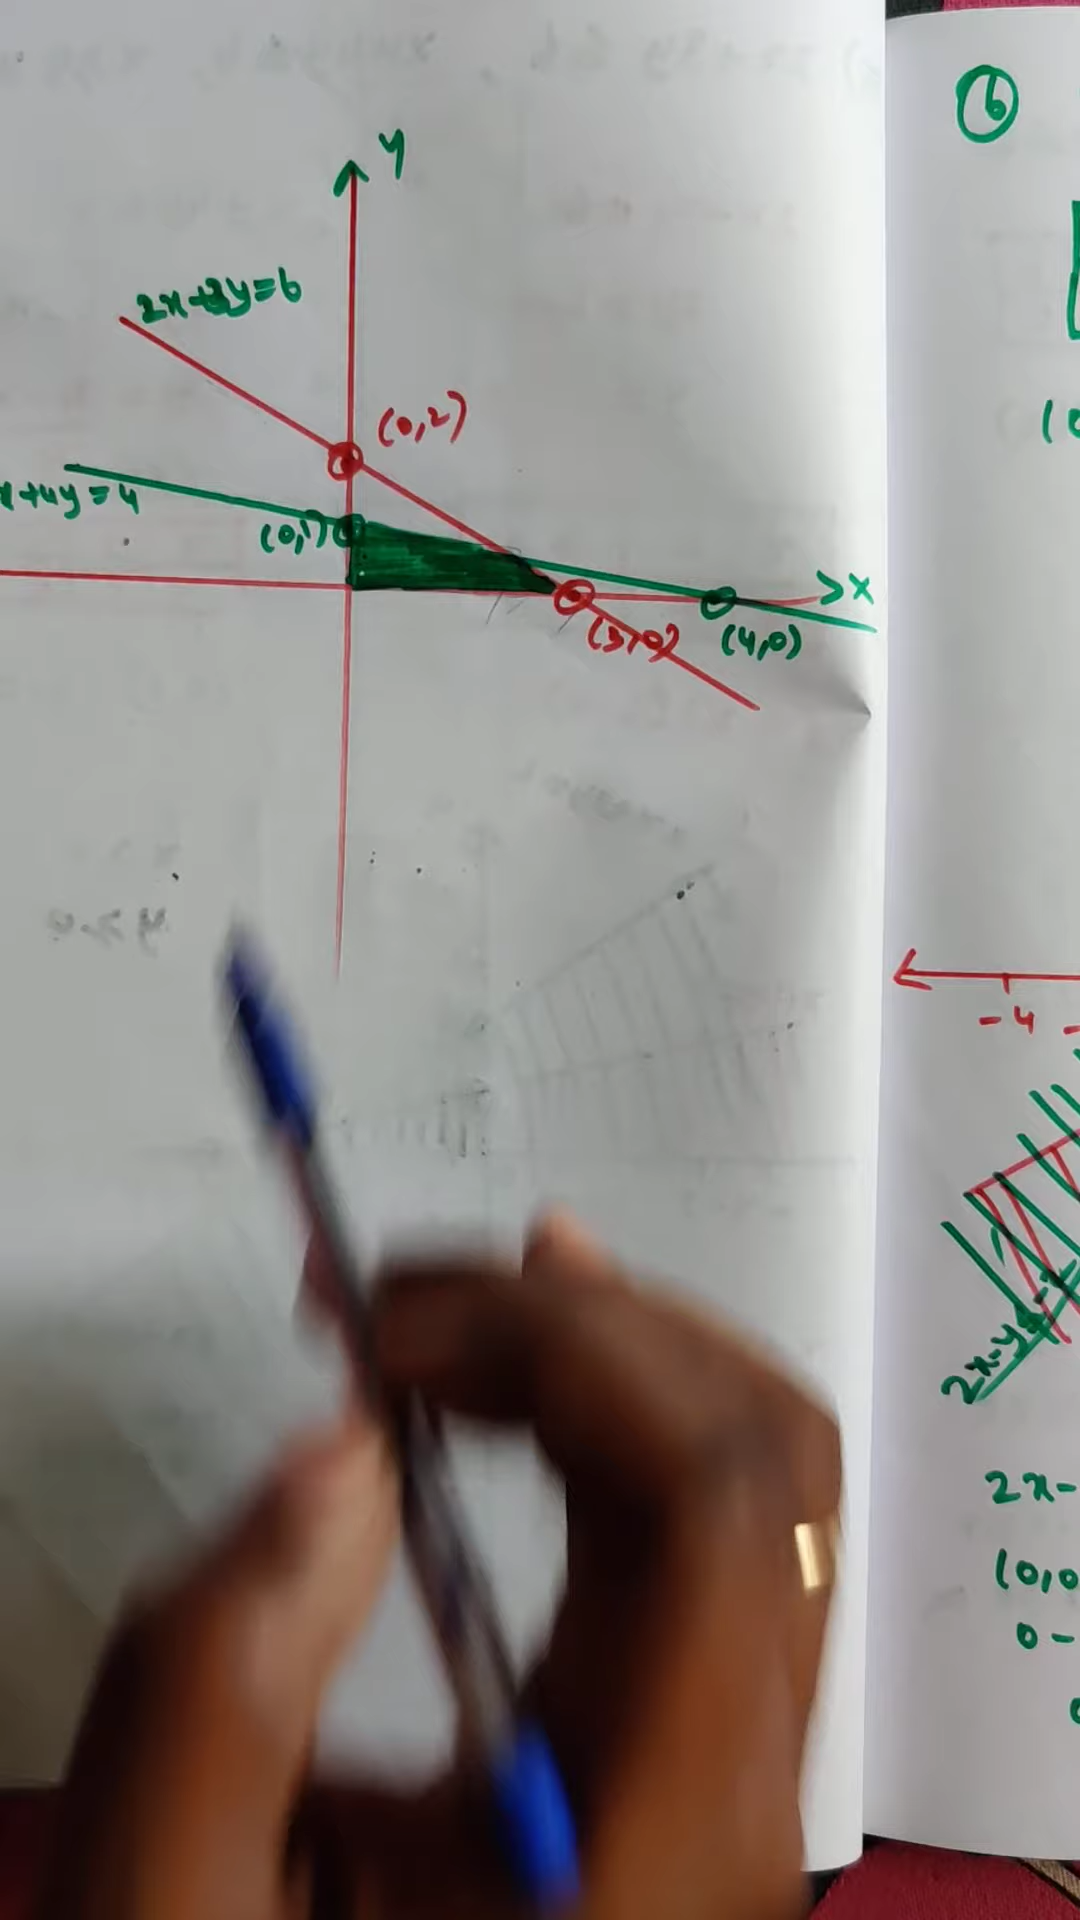 y
2x+3y=6
(0,2)
x+4y=4
(0,1)
>x
(3,0)
(4,0)
6
(0
-4 -
2x-y
2x-
(0,0
0-